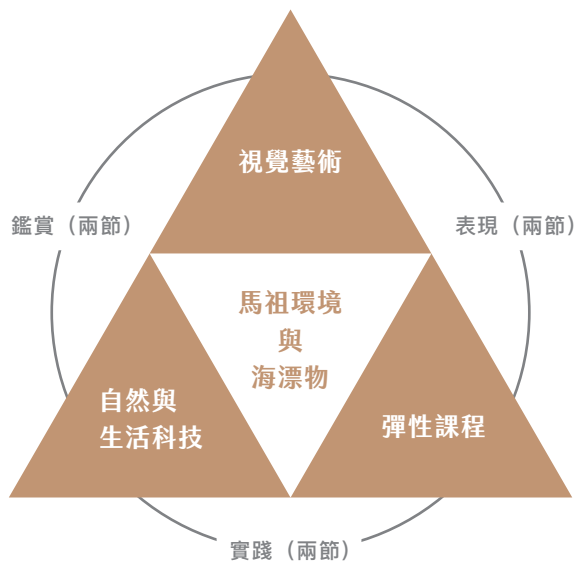 視覺藝術
鑑賞（兩節）
表現（兩節）
馬祖環境
與
海漂物
自然與
生活科技
彈性課程
實踐（兩節）